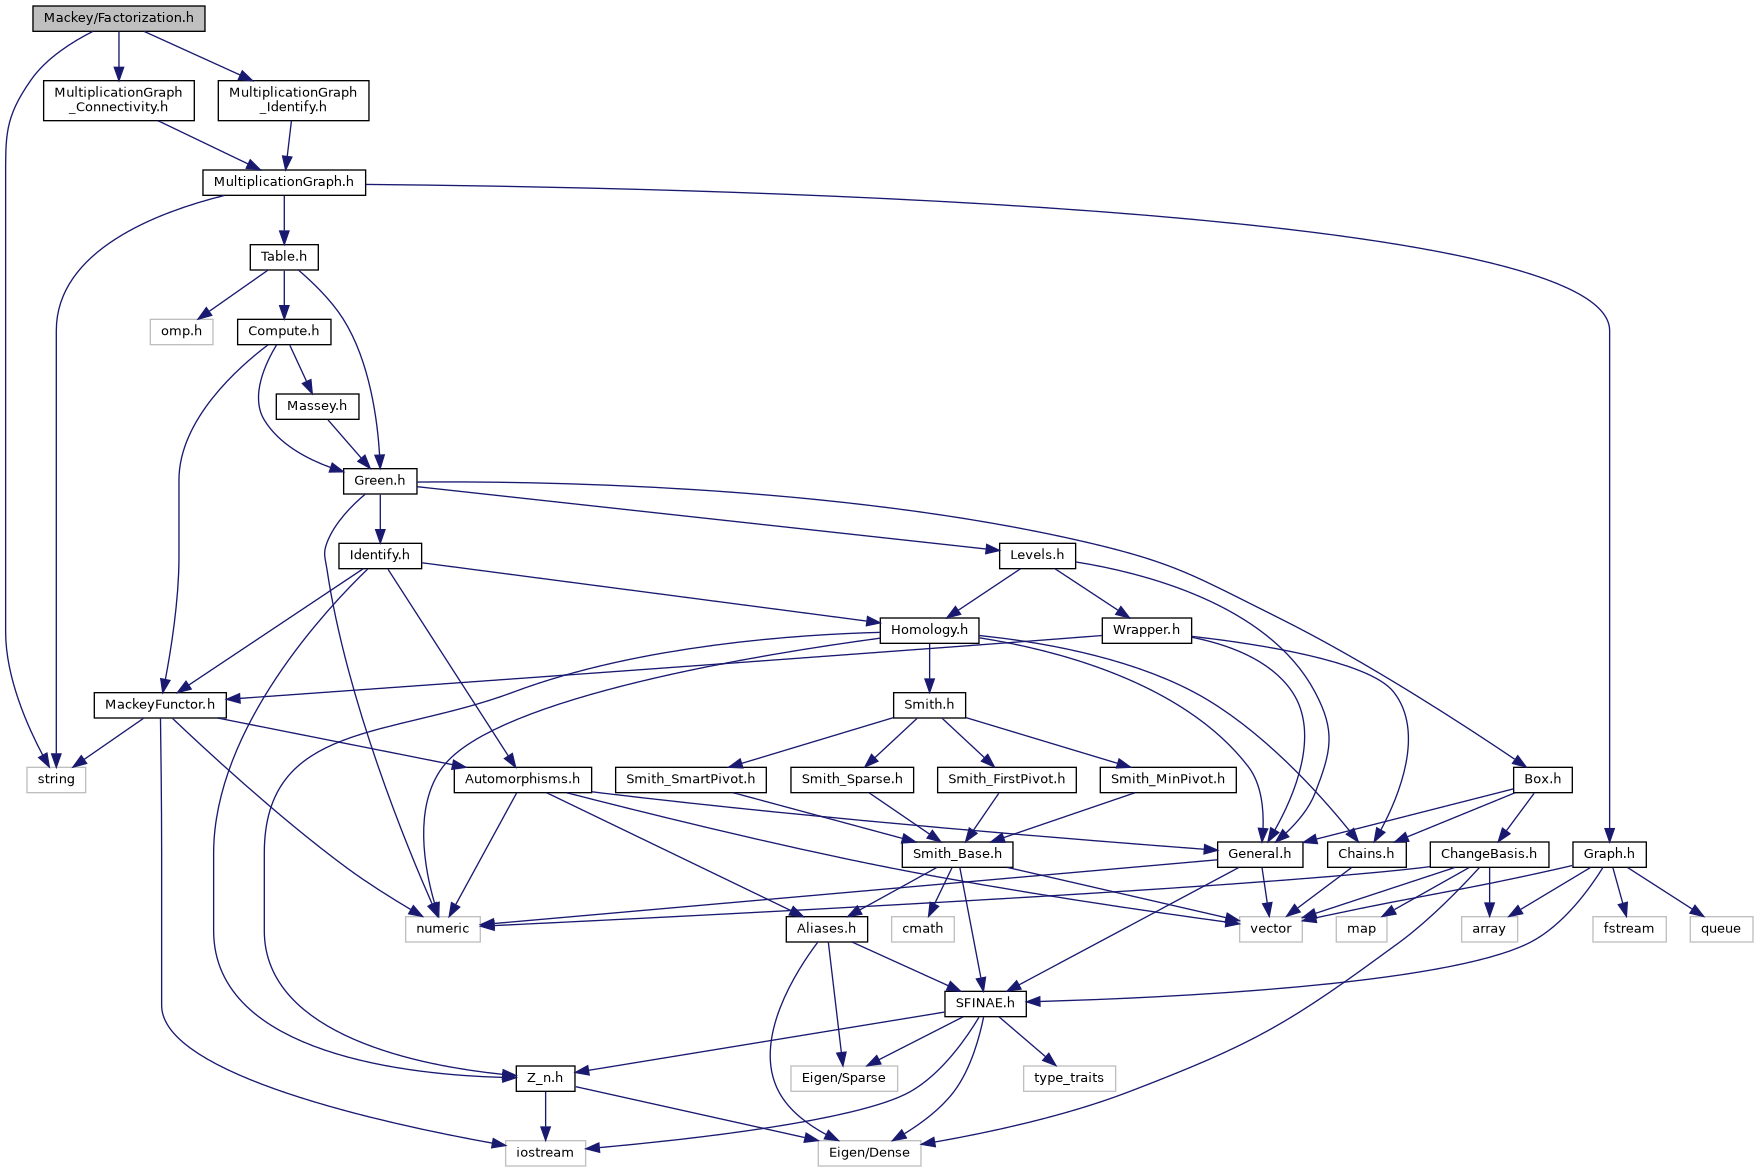 Mackey/Factorization.h
MultiplicationGraph
_Connectivity.h
MultiplicationGraph
_Identify.h
MultiplicationGraph.h
Table.h
omp.h
Compute.h
Massey.h
Green.h
Identify.h
Levels.h
Homology.h
Wrapper.h
MackeyFunctor.h
Smith.h
string
Automorphisms.h
Smith_SmartPivot.h
Smith_Sparse.h
Smith_FirstPivot.h
Smith_MinPivot.h
Box.h
Smith_Base.h
General.h
Chains.h
ChangeBasis.h
Graph.h
numeric
Aliases.h
cmath
vector
map
array
fstream
queue
SFINAE.h
Z_n.h
Eigen/Sparse
type_traits
iostream
Eigen/Dense